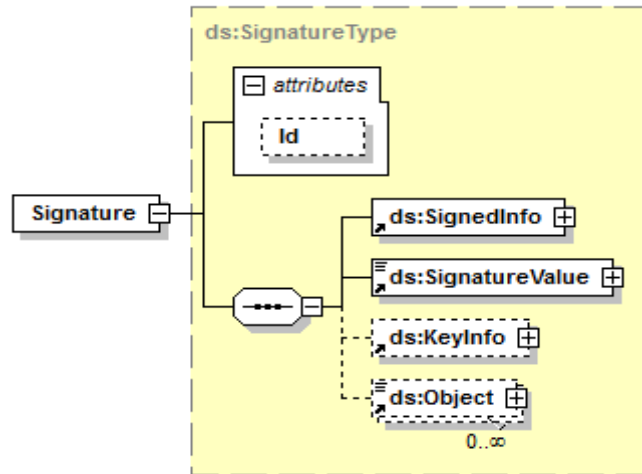 ds:SignatureType
attributes
Id
Signature
ds:SignedInfo
ds:SignatureValue
ds:KeyInfo
ds:Object
0..∞